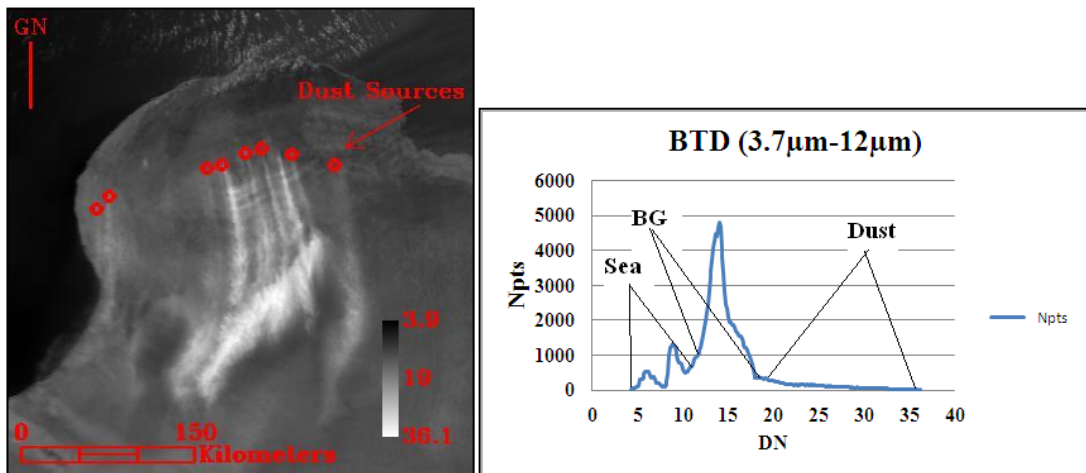 GN
Dust Sources
3.9
19
36.1
0 150
Kilometers
BTD (3.7µm-12µm)
6000
5000
4000
3000
2000
1000
0
Npts
BG
Sea
Dust
Npts
0 5 10 15 20 25 30 35 40
DN